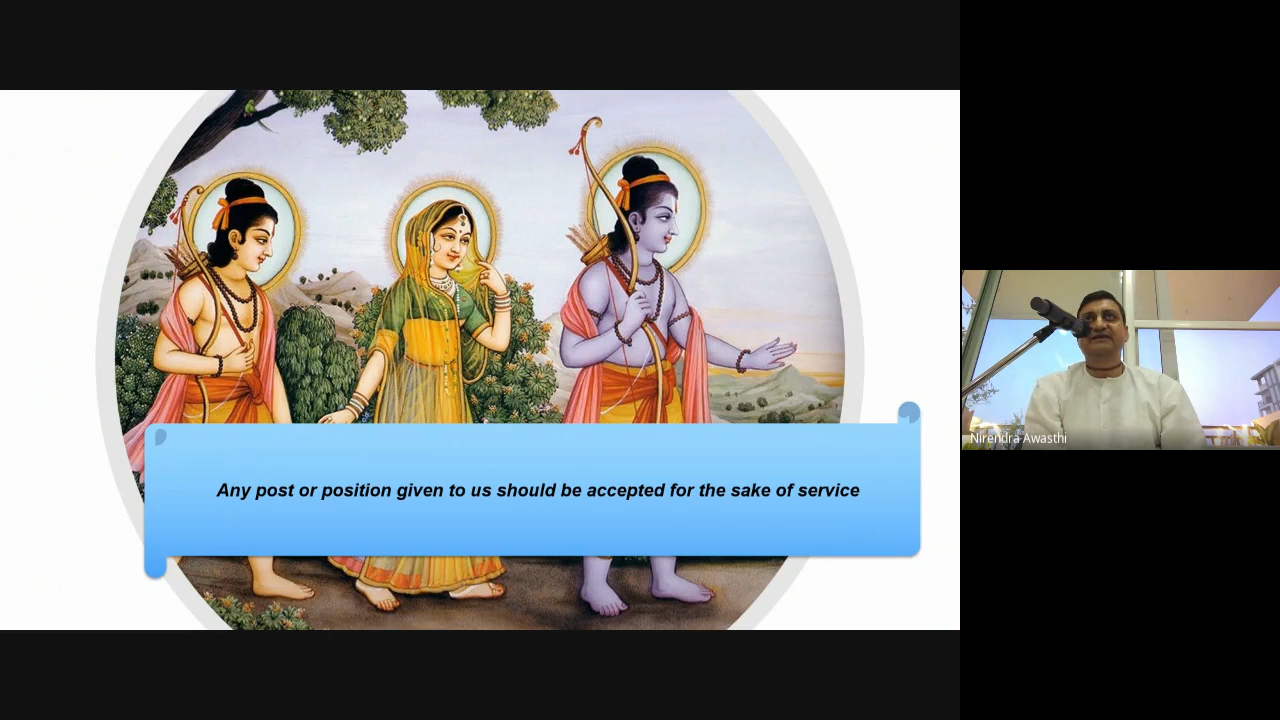 Any post or position given to us should be accepted for the sake of service
Nirendra Awasthi